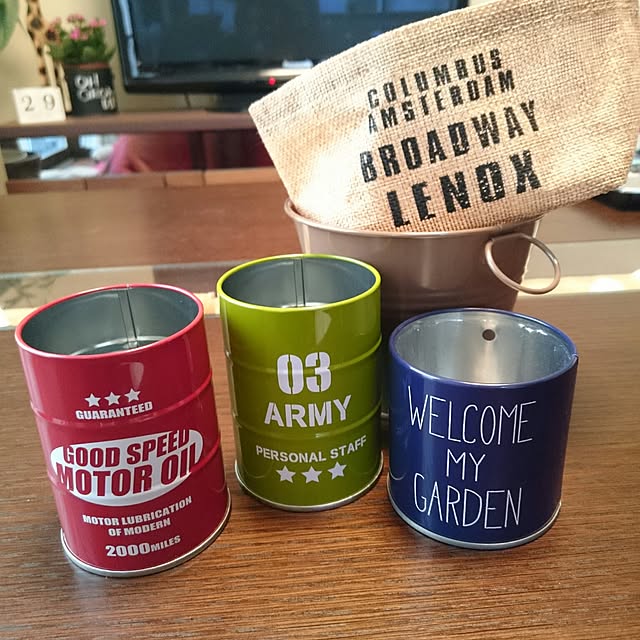 COLUMBUS
AMSTERDAM
BROADWAY
LENOX
29
★★★
GUARANTEED
GOOD SPEED
MOTOR OIL
MOTOR LUBRICATION
OF MODERN
2000MILES
03
ARMY
PERSONAL STAFF
★★★
WELCOME
MY
GARDEN